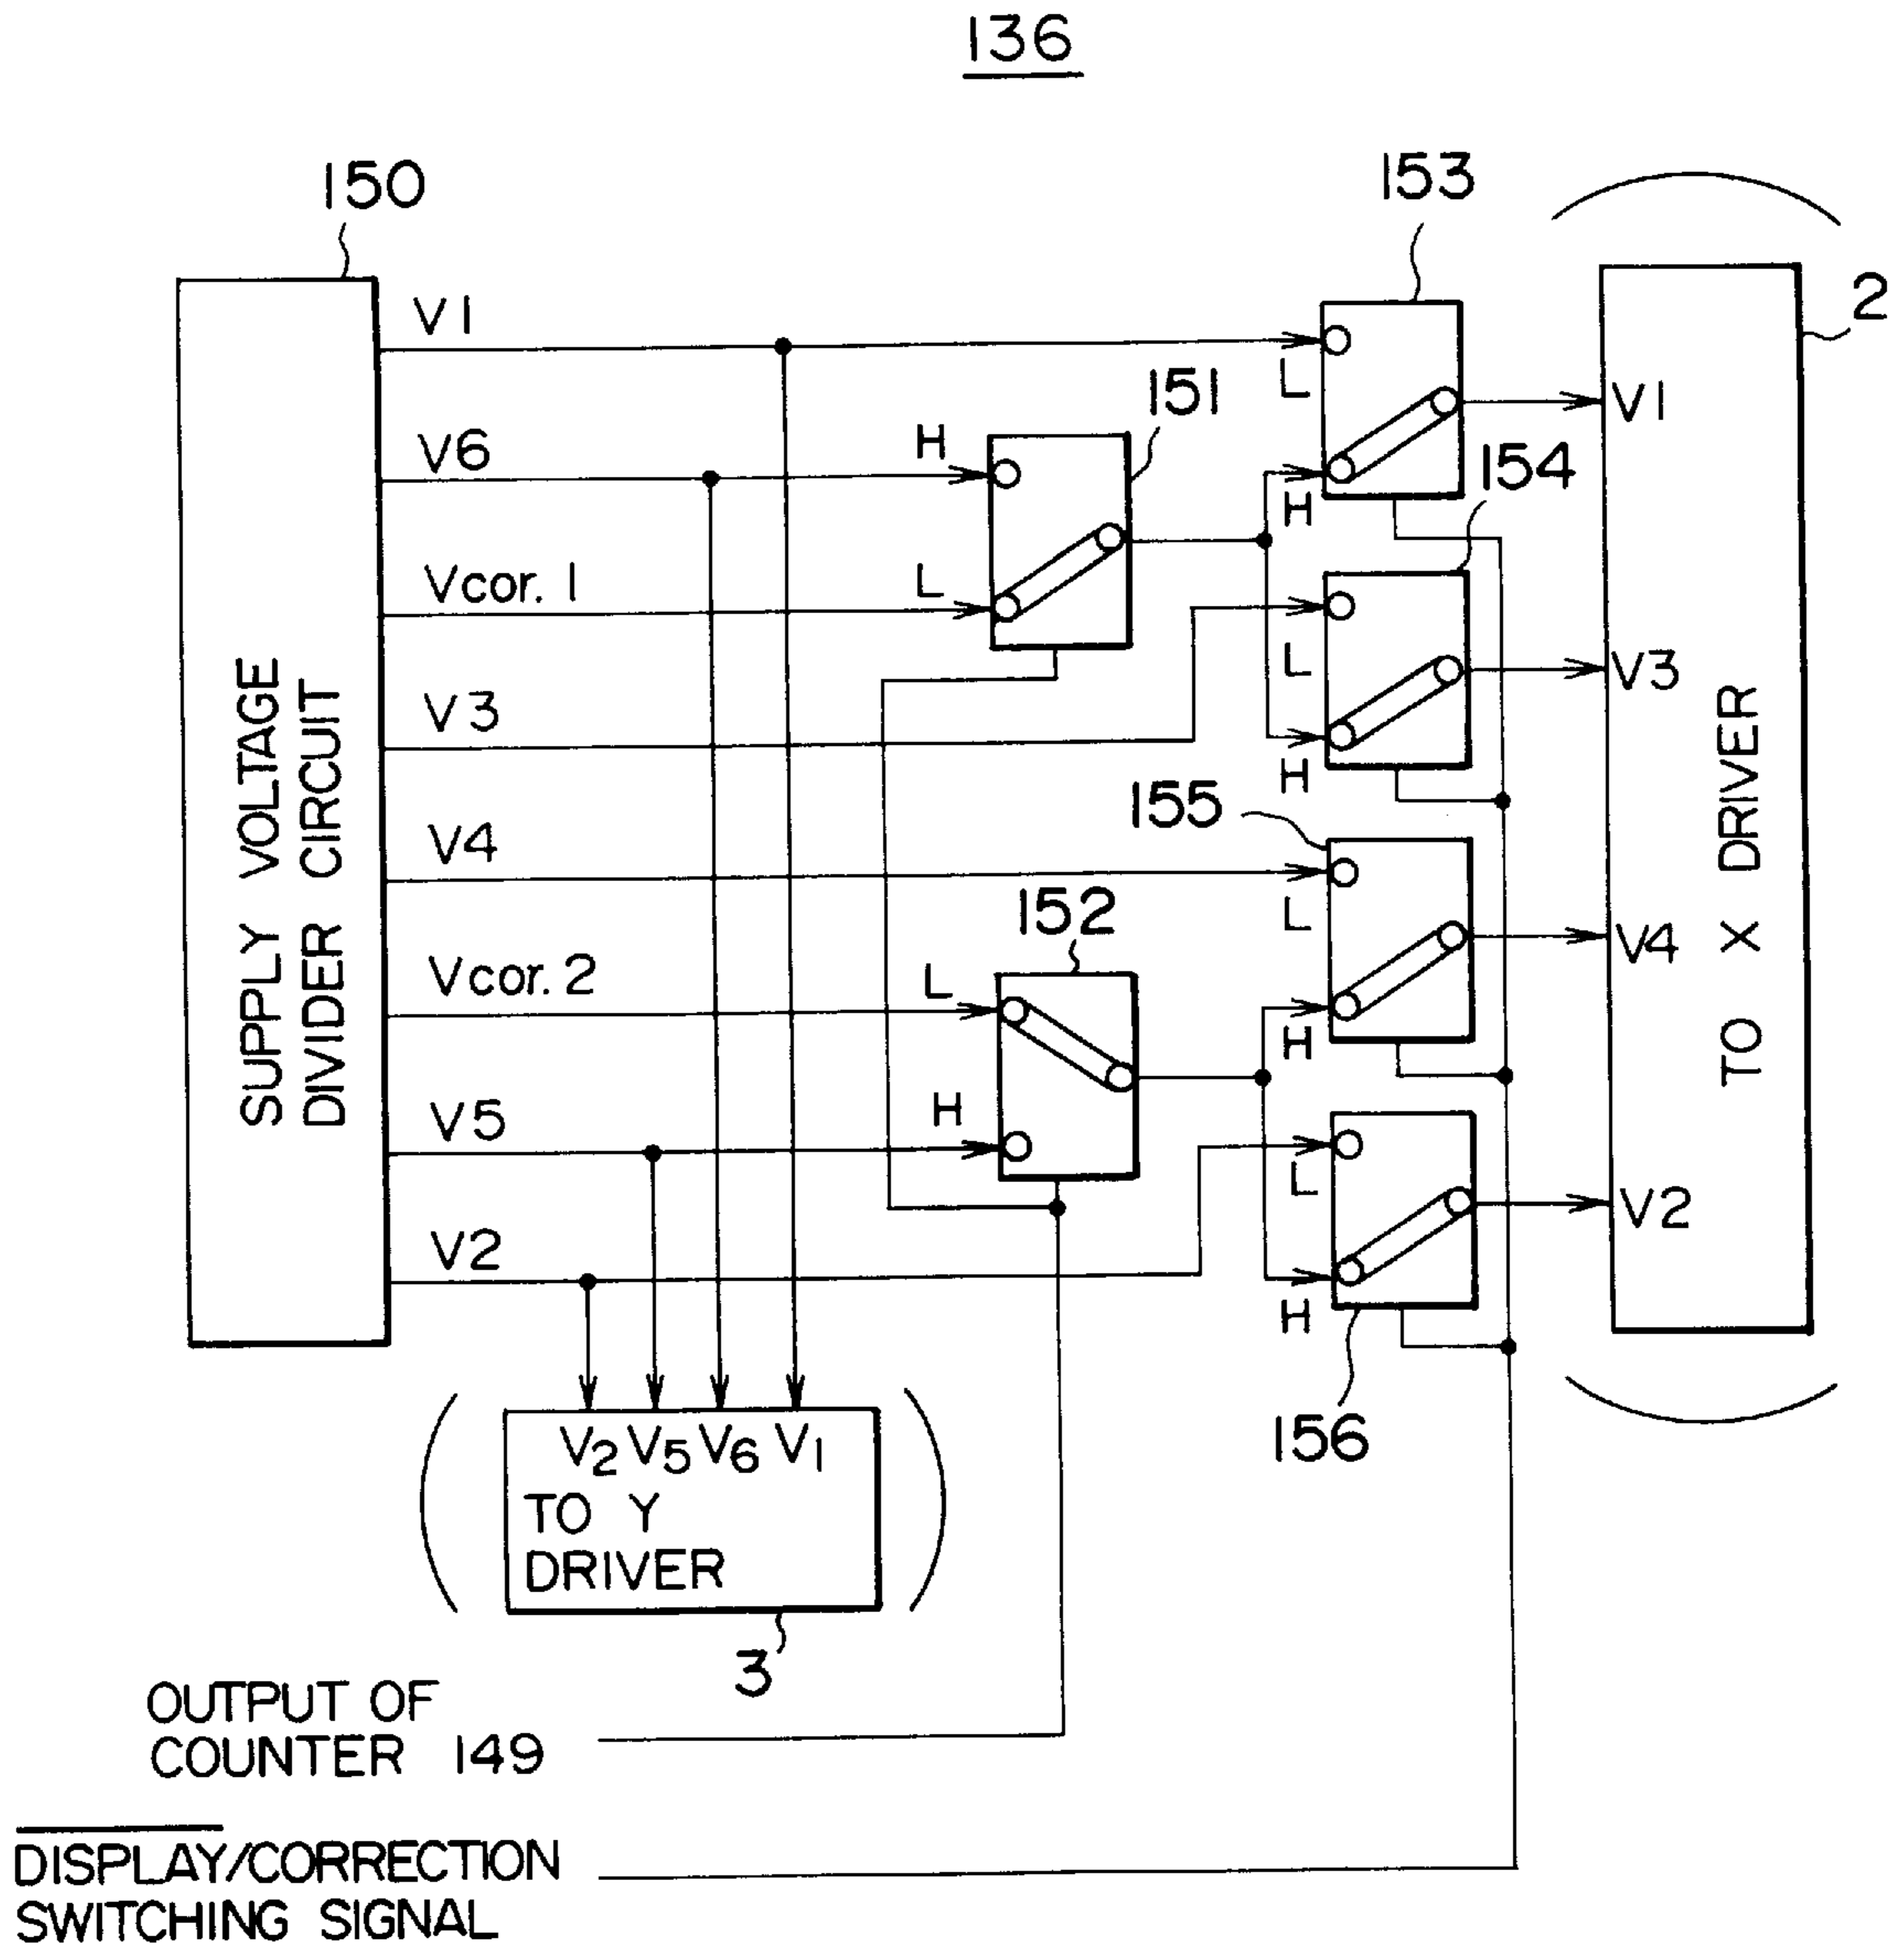 136
150
153
2
V1
L
V1
151
V6
H
H
154
Vcor. 1
L
L
V3
V3
H
155
V4
L
V4
152
Vcor. 2
L
H
V5
H
L
V2
V2
H
156
SUPPLY VOLTAGE
DIVIDER CIRCUIT
TO X DRIVER
V2 V5 V6 V1
TO Y
DRIVER
3
OUTPUT OF
COUNTER 149
DISPLAY/CORRECTION
SWITCHING SIGNAL